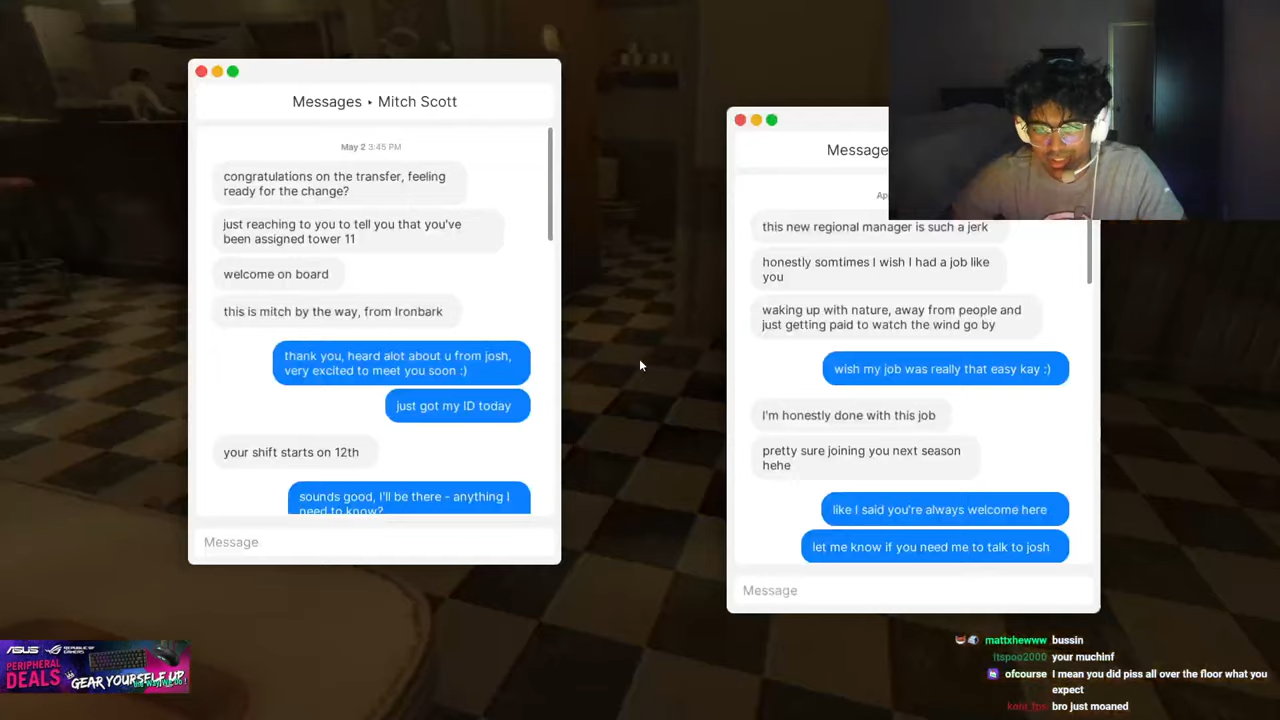 Messages ‣ Mitch Scott
May 2 3:45 PM
congratulations on the transfer, feeling
ready for the change?
just reaching to you to tell you that you've
been assigned tower 11
welcome on board
this is mitch by the way, from Ironbark
thank you, heard alot about u from josh,
very excited to meet you soon :)
just got my ID today
your shift starts on 12th
sounds good, I'll be there - anything I
need to know?
Message
Message
Ap
this new regional manager is such a jerk
honestly somtimes I wish I had a job like
you
waking up with nature, away from people and
just getting paid to watch the wind go by
wish my job was really that easy kay :)
I'm honestly done with this job
pretty sure joining you next season
hehe
like I said you're always welcome here
let me know if you need me to talk to josh
Message
ASUS REPUBLIC OF GAMERS
PERIPHERAL
DEALS
GEAR YOURSELF UP
mattxhewww bussin
itspoo2000 your muchinf
ofcourse I mean you did piss all over the floor what you
expect
bro just moaned